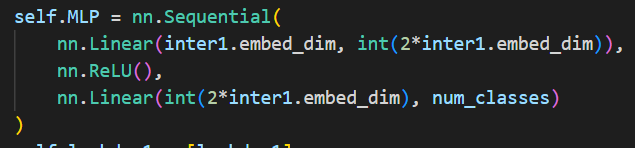 self.MLP = nn.Sequential(
    nn.Linear(inter1.embed_dim, int(2*inter1.embed_dim)),
    nn.ReLU(),
    nn.Linear(int(2*inter1.embed_dim), num_classes)
)